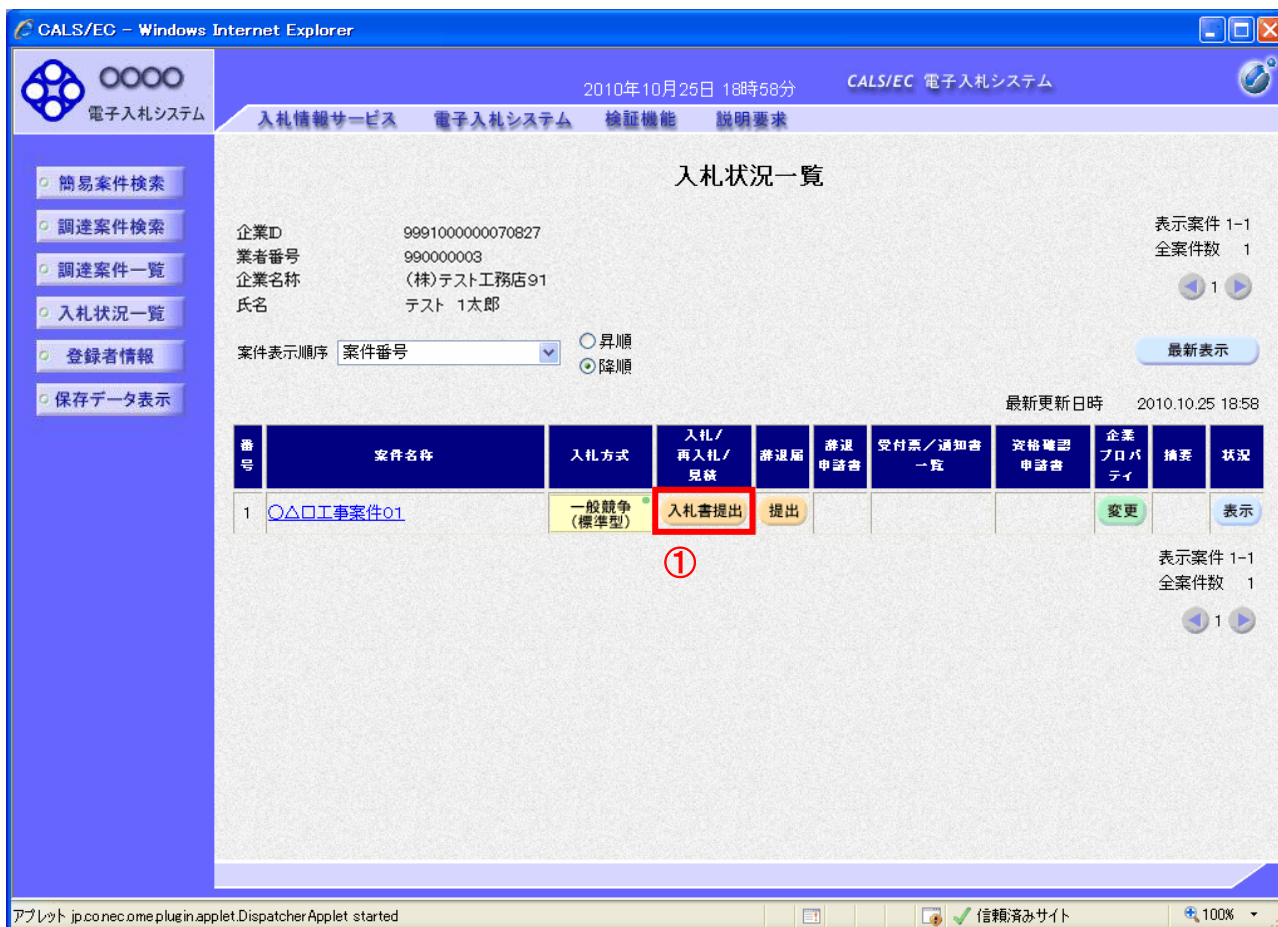 CALS/EC - Windows Internet Explorer
〇〇〇〇
電子入札システム
2010年10月25日 18時58分
CALS/EC 電子入札システム
入札情報サービス 電子入札システム 検証機能 説明要求
簡易案件検索
調達案件検索
調達案件一覧
入札状況一覧
登録者情報
保存データ表示
入札状況一覧
企業ID 9991000000070827
業者番号 990000003
企業名称 (株)テスト工務店91
氏名 テスト 1太郎
表示案件 1-1
全案件数 1
1
案件表示順序 案件番号
昇順
降順
最新表示
最新更新日時 2010.10.25 18:58
番号 案件名称 入札方式 入札/再入札/見積 辞退届 辞退申請書 受付票/通知書一覧 資格確認申請書 企業プロパティ 摘要 状況
1 〇△口工事案件01 一般競争(標準型) 入札書提出 提出 変更 表示
①
表示案件 1-1
全案件数 1
1
アプレット jp.co.nec.ome.plugin.applet.DispatcherApplet started
信頼済みサイト
100%